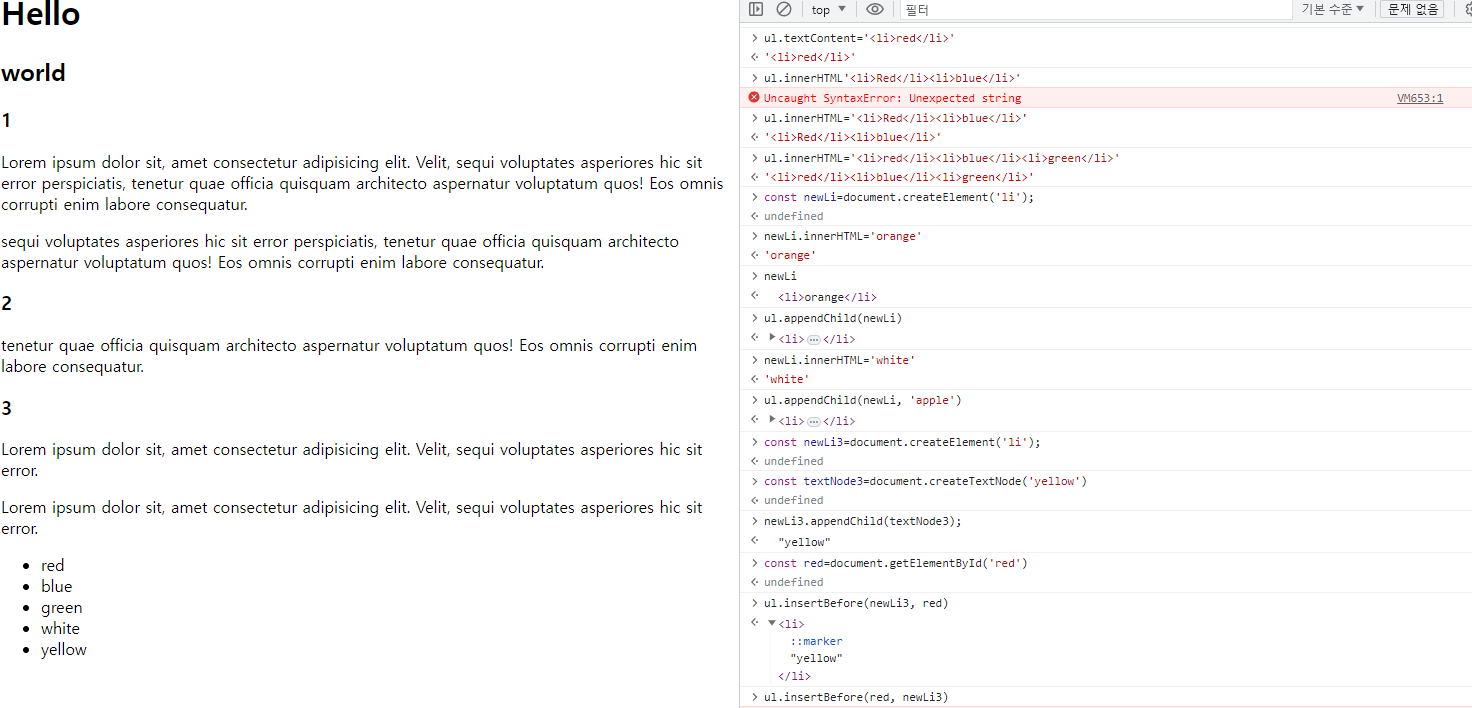 Hello
world
1
Lorem ipsum dolor sit, amet consectetur adipisicing elit. Velit, sequi voluptates asperiores hic sit
error perspiciatis, tenetur quae officia quisquam architecto aspernatur voluptatum quos! Eos omnis
corrupti enim labore consequatur.
sequi voluptates asperiores hic sit error perspiciatis, tenetur quae officia quisquam architecto
aspernatur voluptatum quos! Eos omnis corrupti enim labore consequatur.
2
tenetur quae officia quisquam architecto aspernatur voluptatum quos! Eos omnis corrupti enim
labore consequatur.
3
Lorem ipsum dolor sit, amet consectetur adipisicing elit. Velit, sequi voluptates asperiores hic sit
error.
Lorem ipsum dolor sit, amet consectetur adipisicing elit. Velit, sequi voluptates asperiores hic sit
error.
• red
• blue
• green
• white
• yellow
top ▼ 필터 기본 수준 ▼ 문제 없음
> ul.textContent='<li>red</li>'
'<li>red</li>'
> ul.innerHTML'<li>Red</li><li>blue</li>'
Uncaught SyntaxError: Unexpected string VM653:1
> ul.innerHTML='<li>Red</li><li>blue</li>'
'<li>Red</li><li>blue</li>'
> ul.innerHTML='<li>red</li><li>blue</li><li>green</li>'
'<li>red</li><li>blue</li><li>green</li>'
> const newLi=document.createElement('li');
undefined
> newLi.innerHTML='orange'
'orange'
> newLi
<li>orange</li>
> ul.appendChild(newLi)
▶<li>…</li>
> newLi.innerHTML='white'
'white'
> ul.appendChild(newLi, 'apple')
▶<li>…</li>
> const newLi3=document.createElement('li');
undefined
> const textNode3=document.createTextNode('yellow')
undefined
> newLi3.appendChild(textNode3);
"yellow"
> const red=document.getElementById('red')
undefined
> ul.insertBefore(newLi3, red)
▼<li>
::marker
"yellow"
</li>
> ul.insertBefore(red, newLi3)